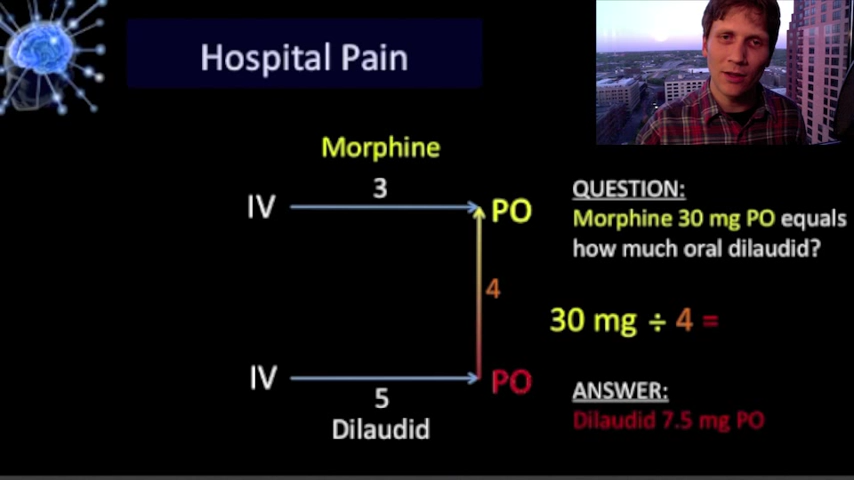 Hospital Pain
Morphine
3
IV
PO
4
IV
PO
5
Dilaudid
QUESTION:
Morphine 30 mg PO equals
how much oral dilaudid?
30 mg ÷ 4 =
ANSWER:
Dilaudid 7.5 mg PO